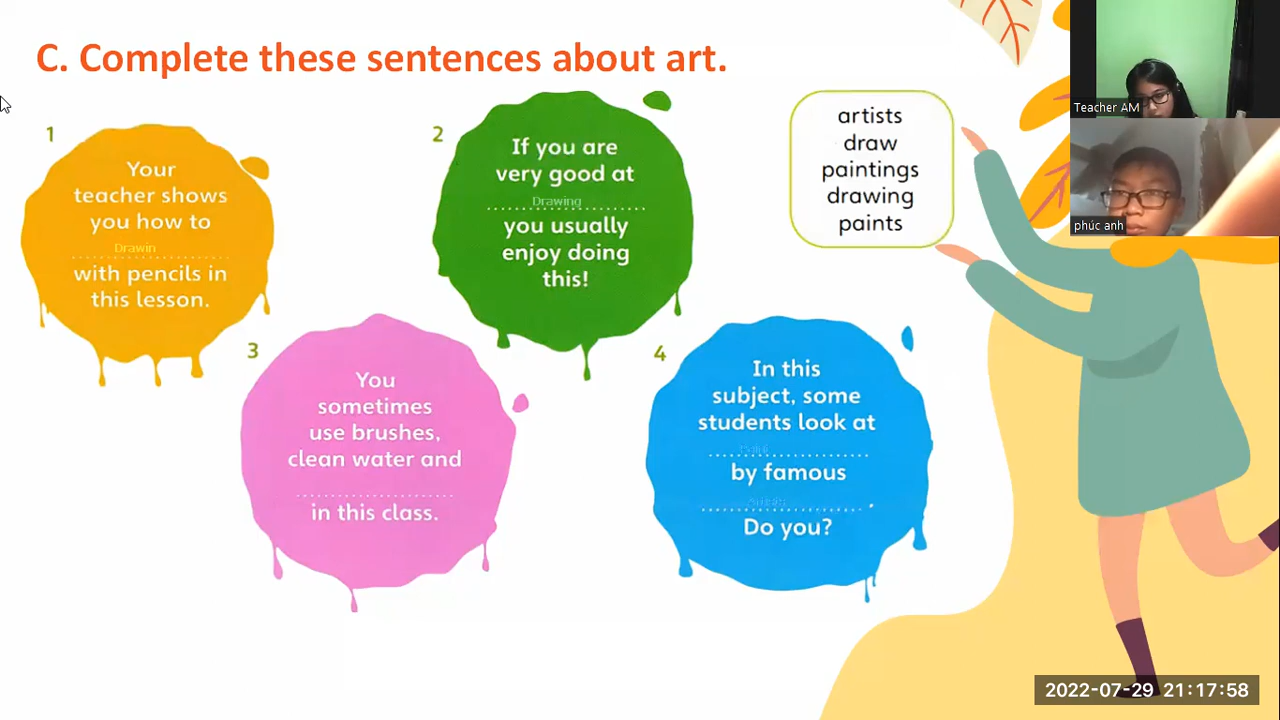 C. Complete these sentences about art.
1
Your
teacher shows
you how to
Drawin
with pencils in
this lesson.
2
If you are
very good at
Drawing
you usually
enjoy doing
this!
artists
draw
paintings
drawing
paints
3
You
sometimes
use brushes,
clean water and
in this class.
4
In this
subject, some
students look at
by famous
.
Do you?
Teacher AM
phúc anh
2022-07-29 21:17:58